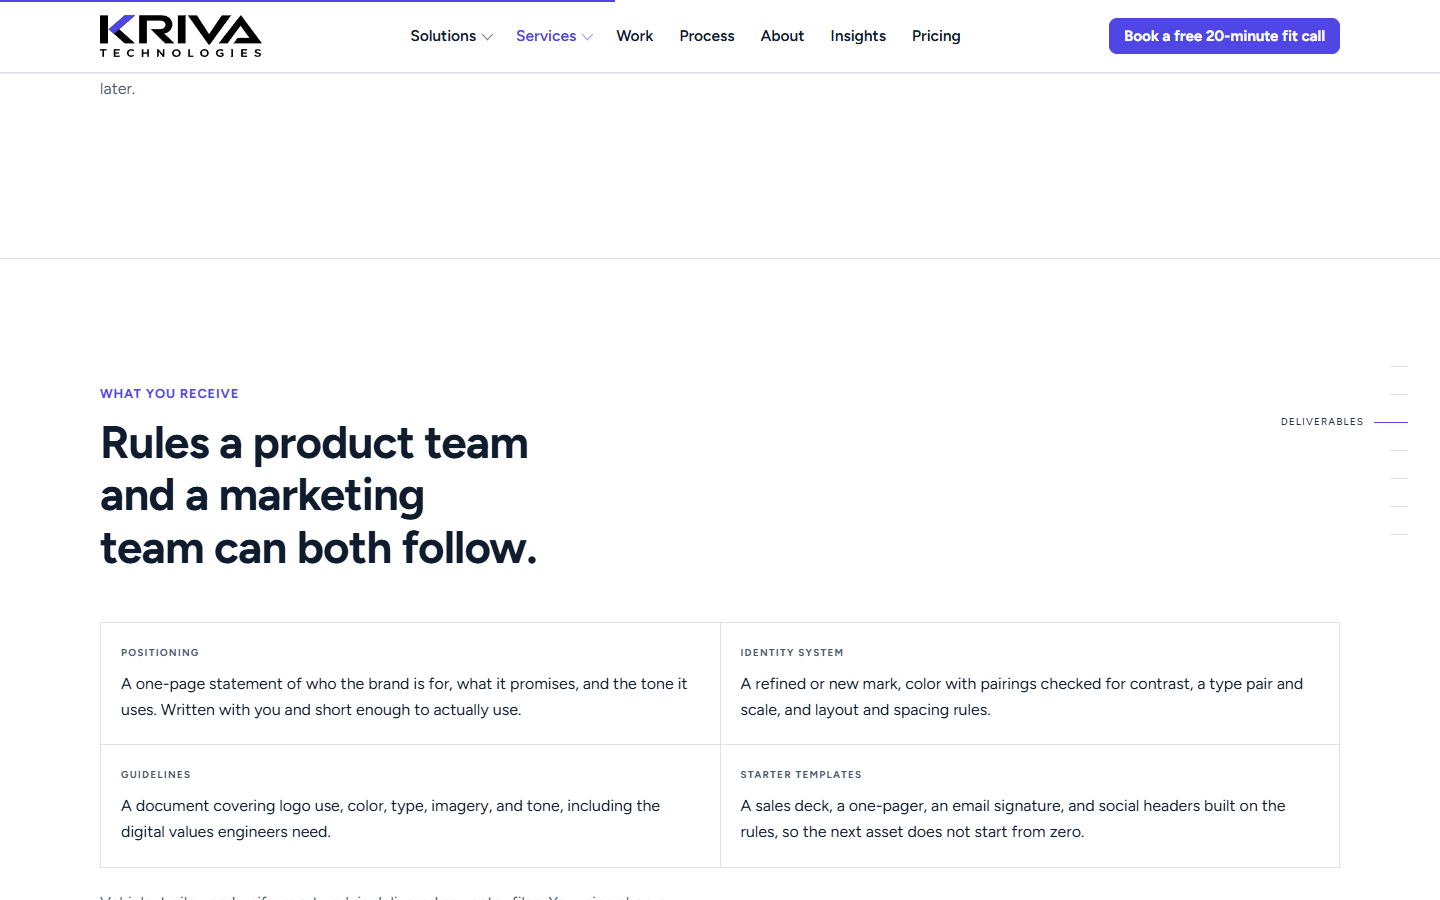 KRIVA
TECHNOLOGIES
Solutions
Services
Work
Process
About
Insights
Pricing
Book a free 20-minute fit call
later.
WHAT YOU RECEIVE
Rules a product team
and a marketing
team can both follow.
DELIVERABLES
POSITIONING
A one-page statement of who the brand is for, what it promises, and the tone it
uses. Written with you and short enough to actually use.
IDENTITY SYSTEM
A refined or new mark, color with pairings checked for contrast, a type pair and
scale, and layout and spacing rules.
GUIDELINES
A document covering logo use, color, type, imagery, and tone, including the
digital values engineers need.
STARTER TEMPLATES
A sales deck, a one-pager, an email signature, and social headers built on the
rules, so the next asset does not start from zero.